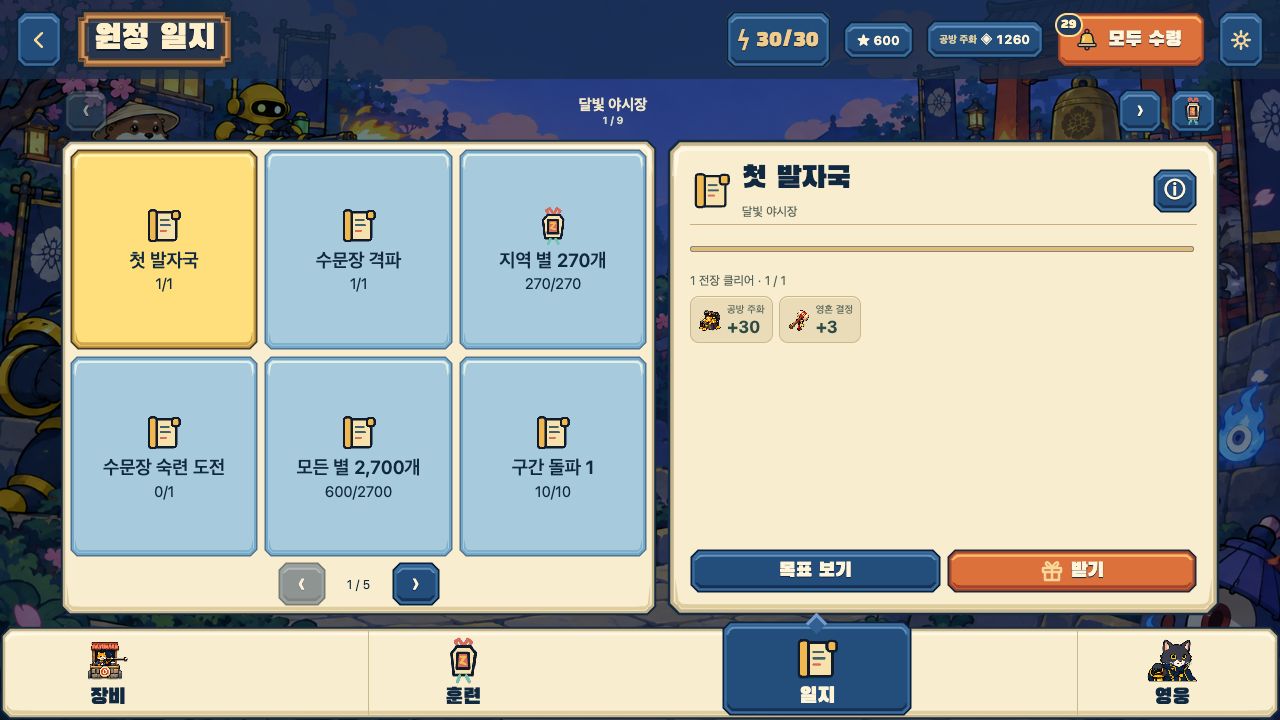 원정 일지
30/30
★ 600
공방 주화 ◈ 1260
29
모두 수령
달빛 야시장
1 / 9
첫 발자국
1/1
수문장 격파
1/1
지역 별 270개
270/270
수문장 숙련 도전
0/1
모든 별 2,700개
600/2700
구간 돌파 1
10/10
1 / 5
첫 발자국
달빛 야시장
1 전장 클리어 · 1 / 1
공방 주화
+30
영혼 결정
+3
목표 보기
받기
장비
훈련
일지
영웅